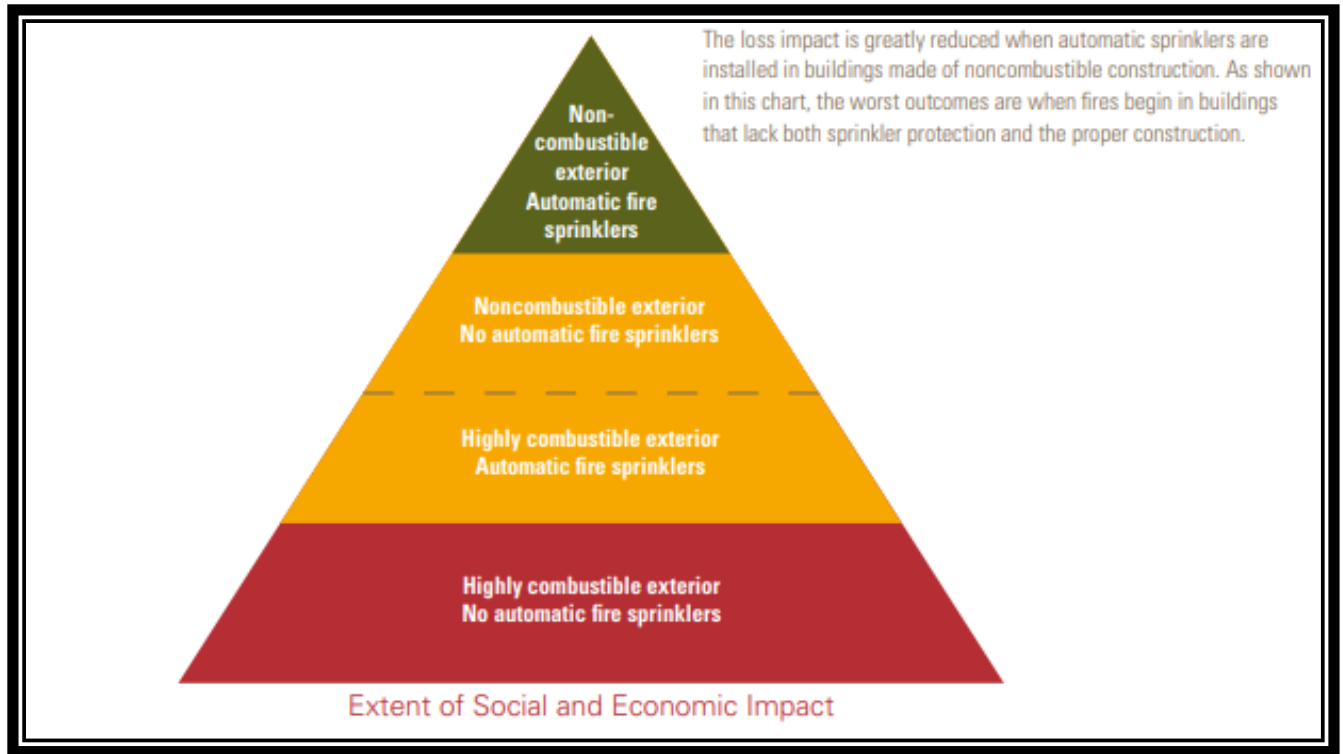 The loss impact is greatly reduced when automatic sprinklers are
installed in buildings made of noncombustible construction. As shown
in this chart, the worst outcomes are when fires begin in buildings
that lack both sprinkler protection and the proper construction.
Non-
combustible
exterior
Automatic fire
sprinklers
Noncombustible exterior
No automatic fire sprinklers
Highly combustible exterior
Automatic fire sprinklers
Highly combustible exterior
No automatic fire sprinklers
Extent of Social and Economic Impact